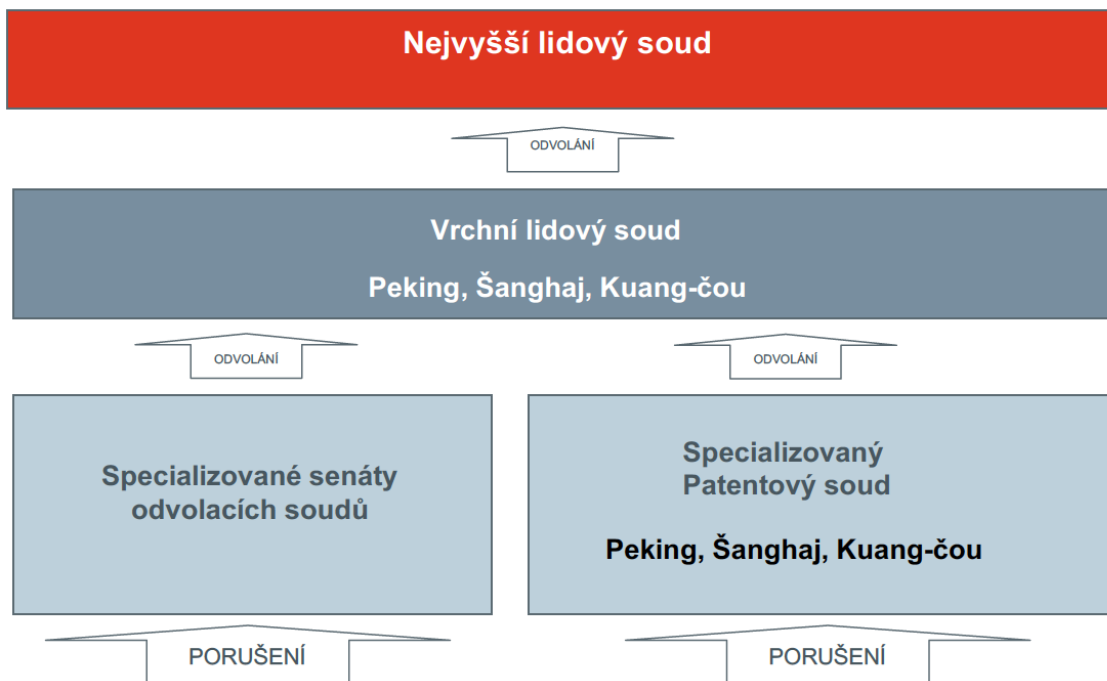 Nejvyšší lidový soud
ODVOLÁNÍ
Vrchní lidový soud
Peking, Šanghaj, Kuang-čou
ODVOLÁNÍ
ODVOLÁNÍ
Specializované senáty
odvolacích soudů
Specializovaný
Patentový soud
Peking, Šanghaj, Kuang-čou
PORUŠENÍ
PORUŠENÍ